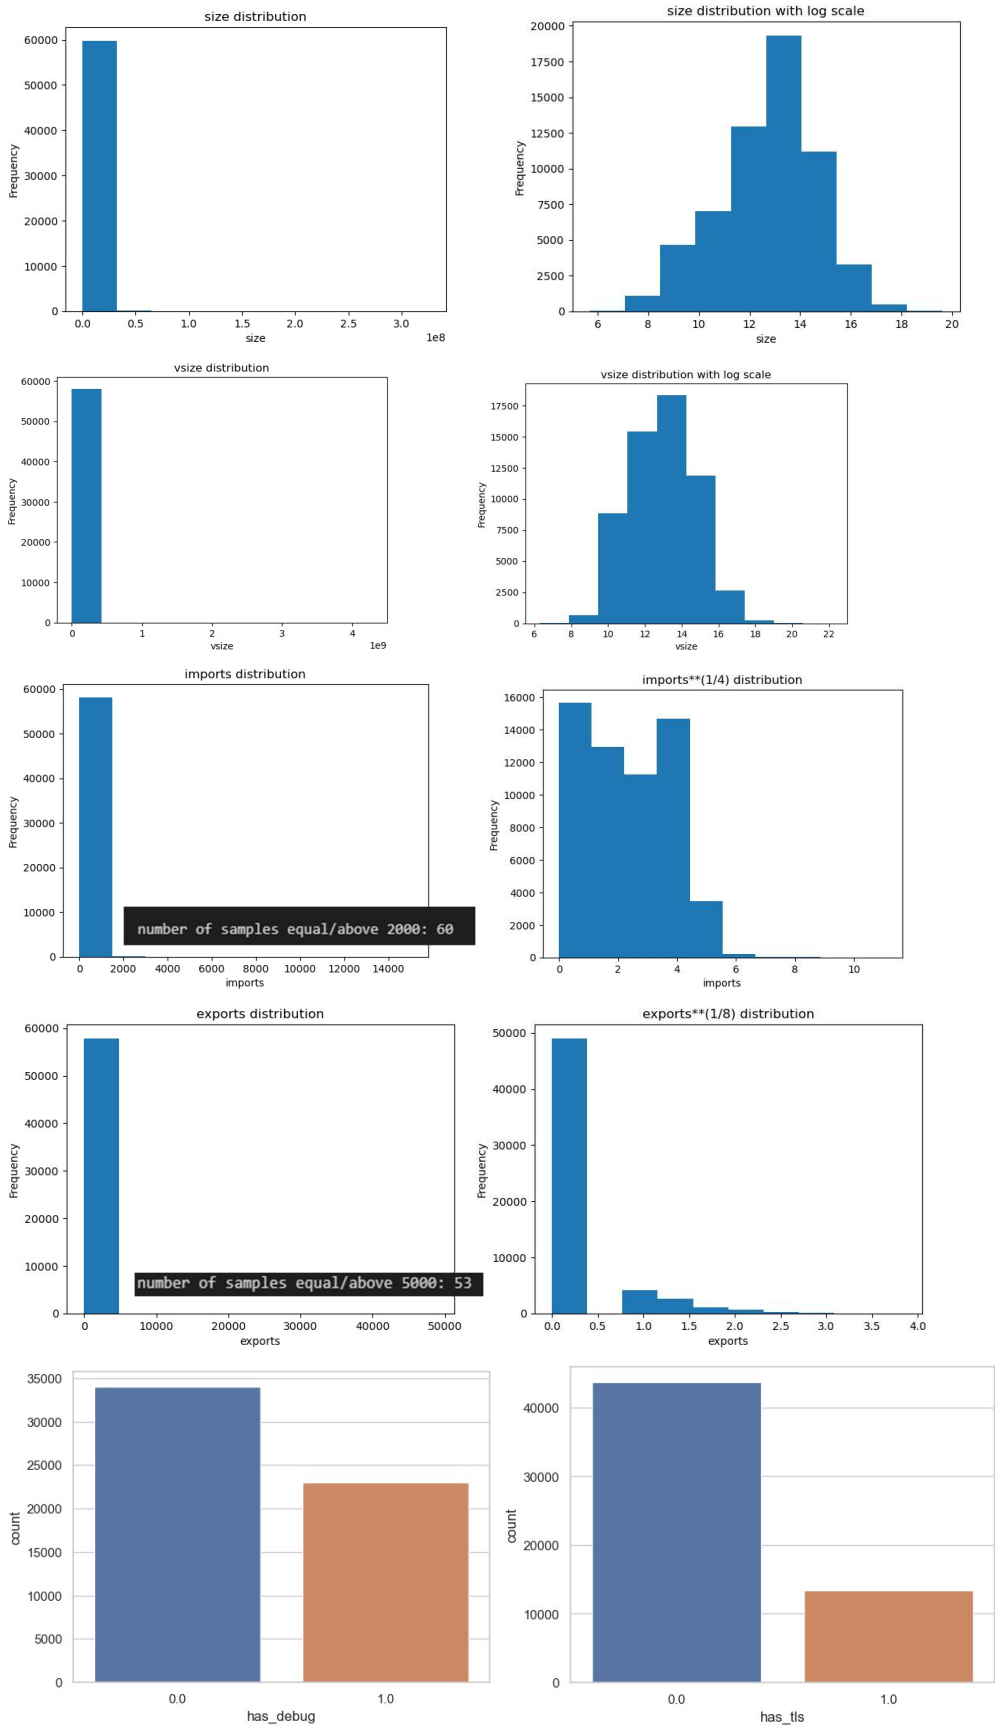 size distribution
60000
50000
40000
30000
20000
10000
0
Frequency
0.0 0.5 1.0 1.5 2.0 2.5 3.0
1e8
size
size distribution with log scale
20000
17500
15000
12500
10000
7500
5000
2500
0
Frequency
6 8 10 12 14 16 18 20
size
vsize distribution
60000
50000
40000
30000
20000
10000
0
Frequency
0 1 2 3 4
1e9
vsize
vsize distribution with log scale
17500
15000
12500
10000
7500
5000
2500
0
Frequency
6 8 10 12 14 16 18 20 22
vsize
imports distribution
60000
50000
40000
30000
20000
10000
0
Frequency
number of samples equal/above 2000: 60
0 2000 4000 6000 8000 10000 12000 14000
imports
imports**(1/4) distribution
16000
14000
12000
10000
8000
6000
4000
2000
0
Frequency
0 2 4 6 8 10
imports
exports distribution
60000
50000
40000
30000
20000
10000
0
Frequency
number of samples equal/above 5000: 53
0 10000 20000 30000 40000 50000
exports
exports**(1/8) distribution
50000
40000
30000
20000
10000
0
Frequency
0.0 0.5 1.0 1.5 2.0 2.5 3.0 3.5 4.0
exports
35000
30000
25000
20000
15000
10000
5000
0
count
0.0 1.0
has_debug
40000
30000
20000
10000
0
count
0.0 1.0
has_tls